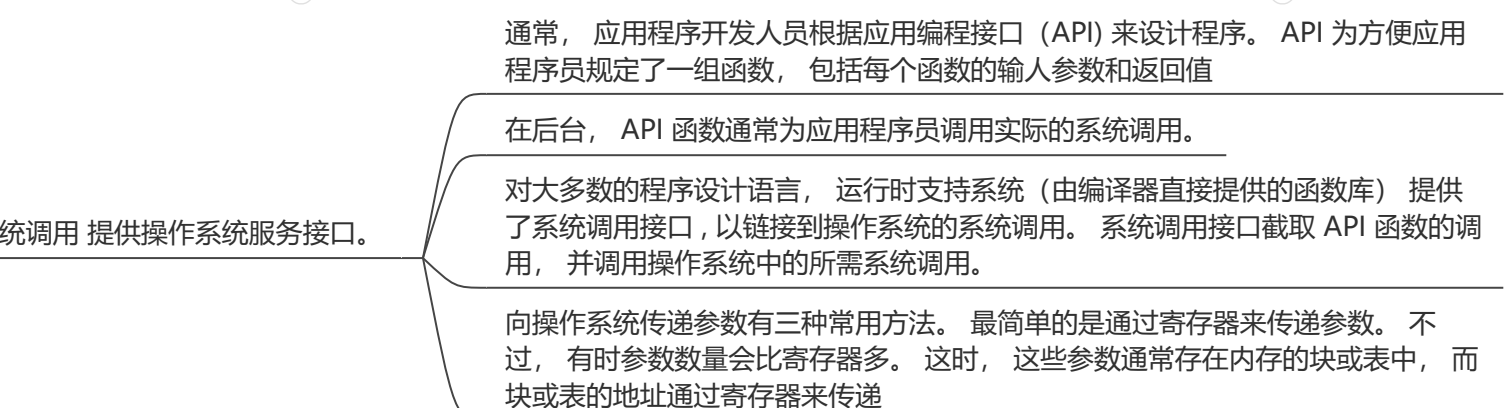 统调用 提供操作系统服务接口。
通常， 应用程序开发人员根据应用编程接口（API) 来设计程序。 API 为方便应用
程序员规定了一组函数， 包括每个函数的输人参数和返回值
在后台， API 函数通常为应用程序员调用实际的系统调用。
对大多数的程序设计语言， 运行时支持系统（由编译器直接提供的函数库） 提供
了系统调用接口 , 以链接到操作系统的系统调用。 系统调用接口截取 API 函数的调
用， 并调用操作系统中的所需系统调用。
向操作系统传递参数有三种常用方法。 最简单的是通过寄存器来传递参数。 不
过， 有时参数数量会比寄存器多。 这时， 这些参数通常存在内存的块或表中， 而
块或表的地址通过寄存器来传递